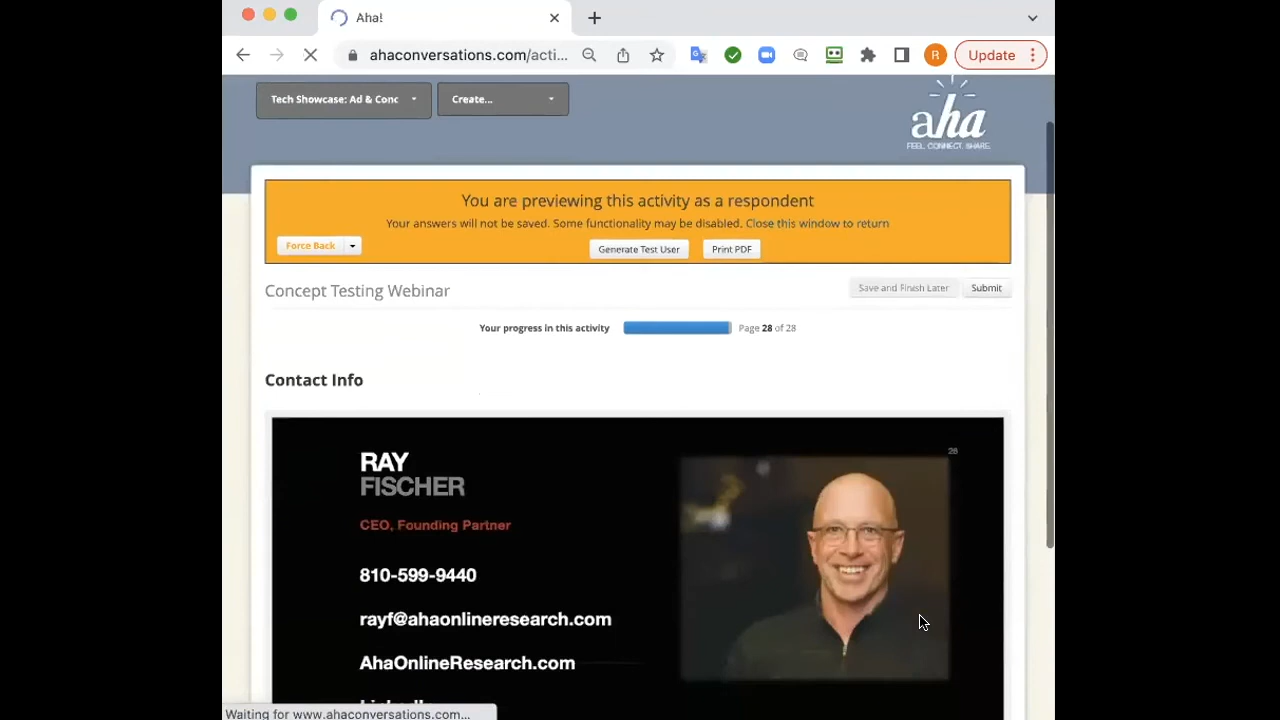 Aha!
ahaconversations.com/acti...
R
Update
Tech Showcase: Ad & Conc
Create...
aha
FEEL. CONNECT. SHARE.
You are previewing this activity as a respondent
Your answers will not be saved. Some functionality may be disabled. Close this window to return
Force Back
Generate Test User
Print PDF
Concept Testing Webinar
Save and Finish Later
Submit
Your progress in this activity
Page 28 of 28
Contact Info
28
RAY
FISCHER
CEO, Founding Partner
810-599-9440
rayf@ahaonlineresearch.com
AhaOnlineResearch.com
Waiting for www.ahaconversations.com...